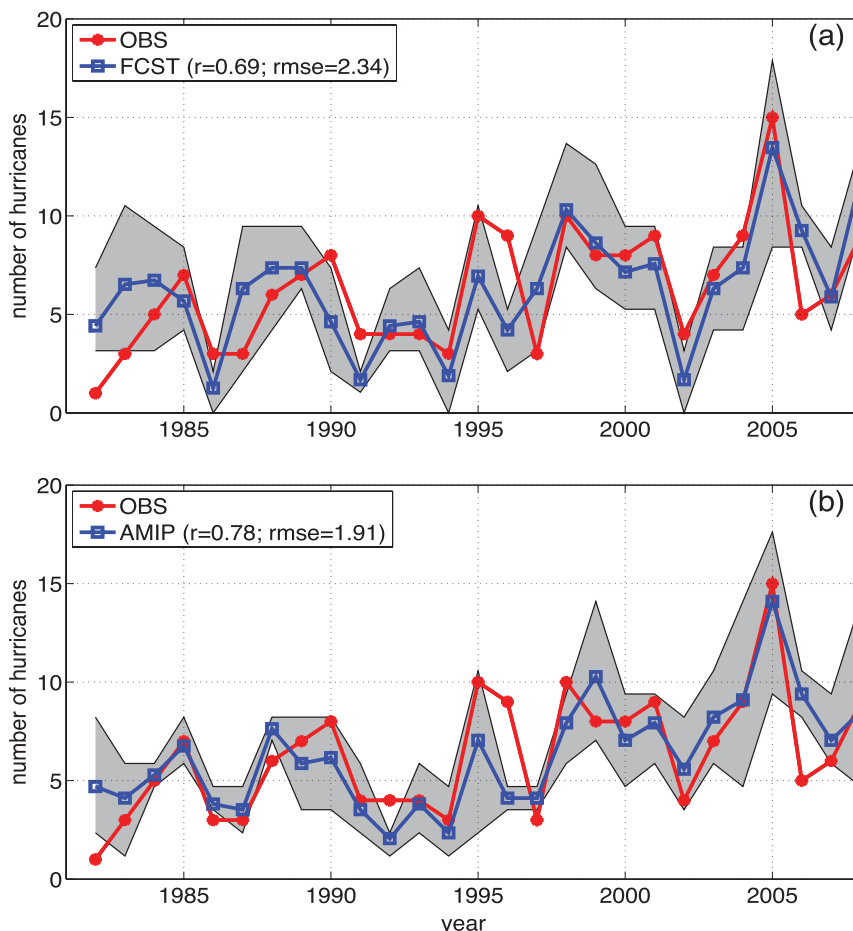 (a)
OBS
FCST (r=0.69; rmse=2.34)
number of hurricanes
20
15
10
5
0
1985 1990 1995 2000 2005
(b)
OBS
AMIP (r=0.78; rmse=1.91)
number of hurricanes
20
15
10
5
0
1985 1990 1995 2000 2005
year